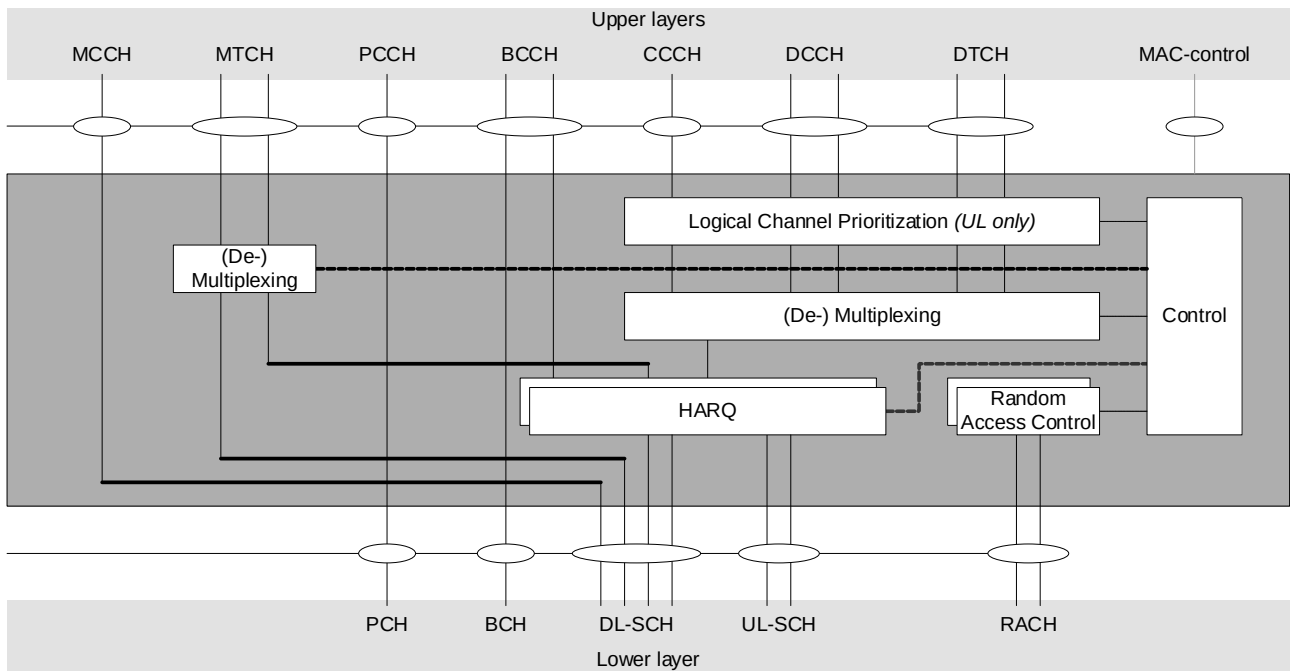 Upper layers
MCCH MTCH PCCH BCCH CCCH DCCH DTCH MAC-control
Logical Channel Prioritization (UL only)
(De-)
Multiplexing
(De-) Multiplexing
Control
HARQ
Random
Access Control
PCH BCH DL-SCH UL-SCH RACH
Lower layer